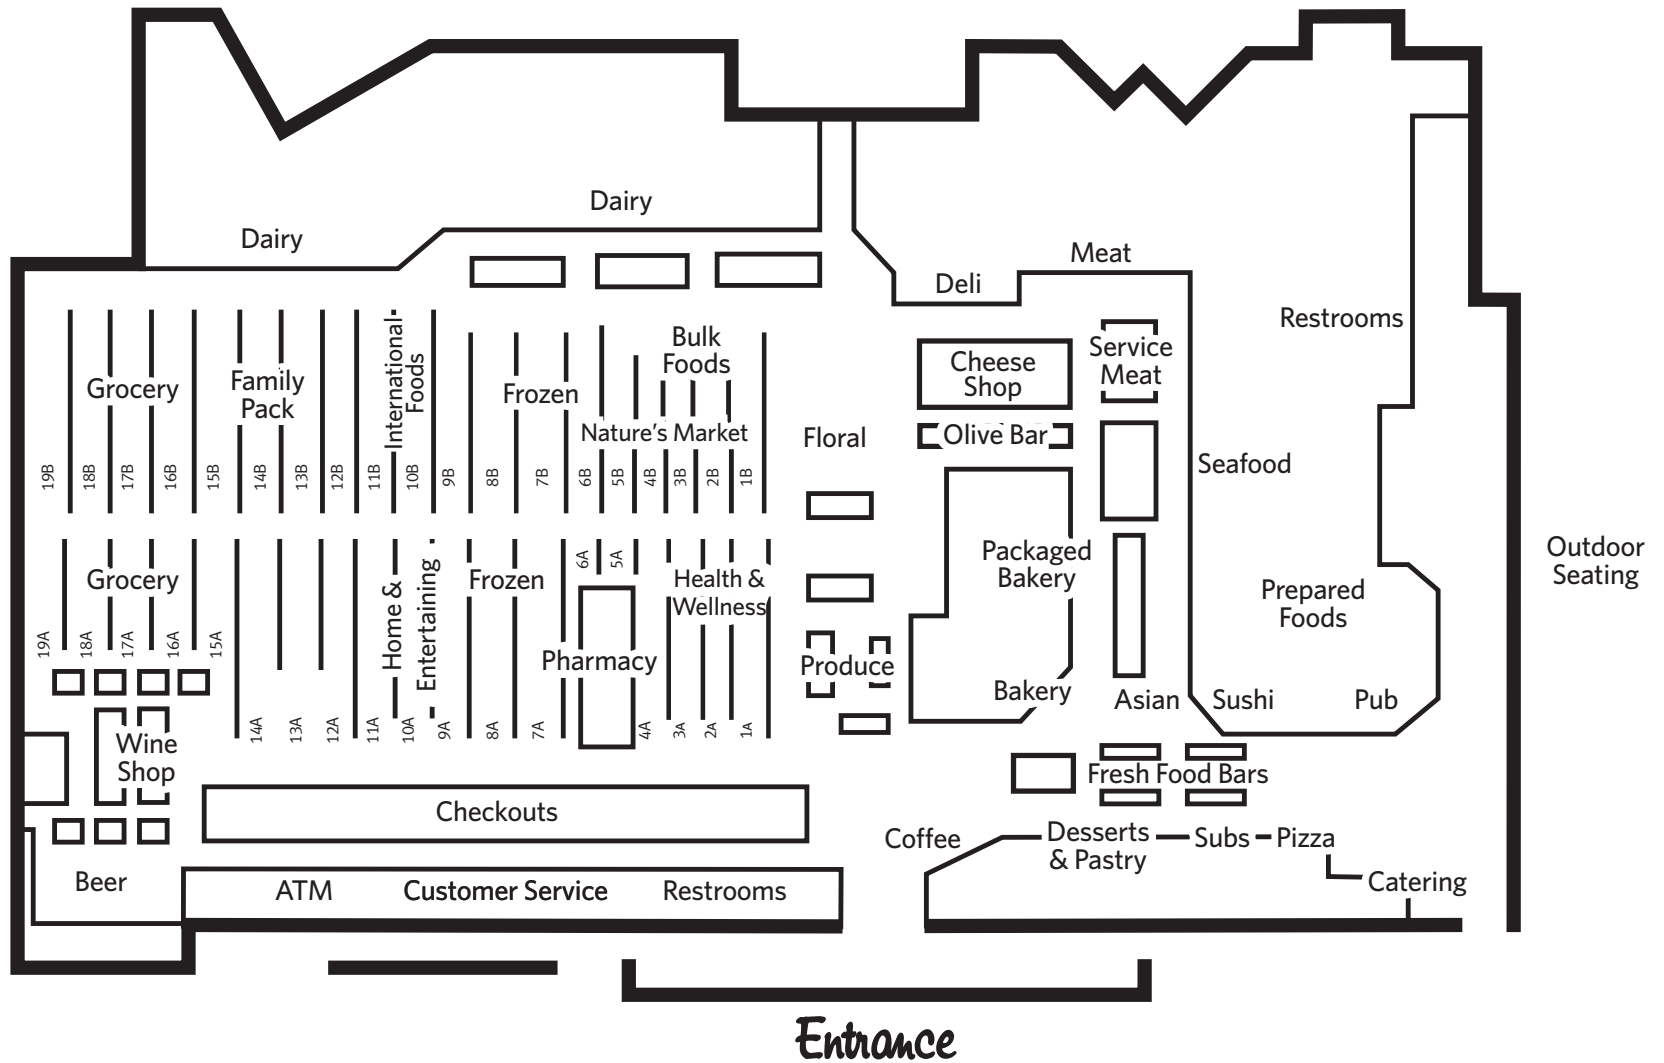 Dairy
Dairy
Meat
Deli
Restrooms
Cheese
Shop
Service
Meat
Olive Bar
Grocery
Family
Pack
International
Foods
Frozen
Bulk
Foods
Nature's Market
Floral
Seafood
19B
18B
17B
16B
15B
14B
13B
12B
11B
10B
9B
8B
7B
6B
5B
4B
3B
2B
1B
Packaged
Bakery
Outdoor
Seating
Prepared
Foods
Grocery
Home &
Entertaining
Frozen
6A
5A
Health &
Wellness
Pharmacy
Produce
Bakery
Asian
Sushi
Pub
19A
18A
17A
16A
15A
14A
13A
12A
11A
10A
9A
8A
7A
4A
3A
2A
1A
Wine
Shop
Fresh Food Bars
Checkouts
Coffee
Desserts
& Pastry
Subs
Pizza
Catering
Beer
ATM
Customer Service
Restrooms
Entrance